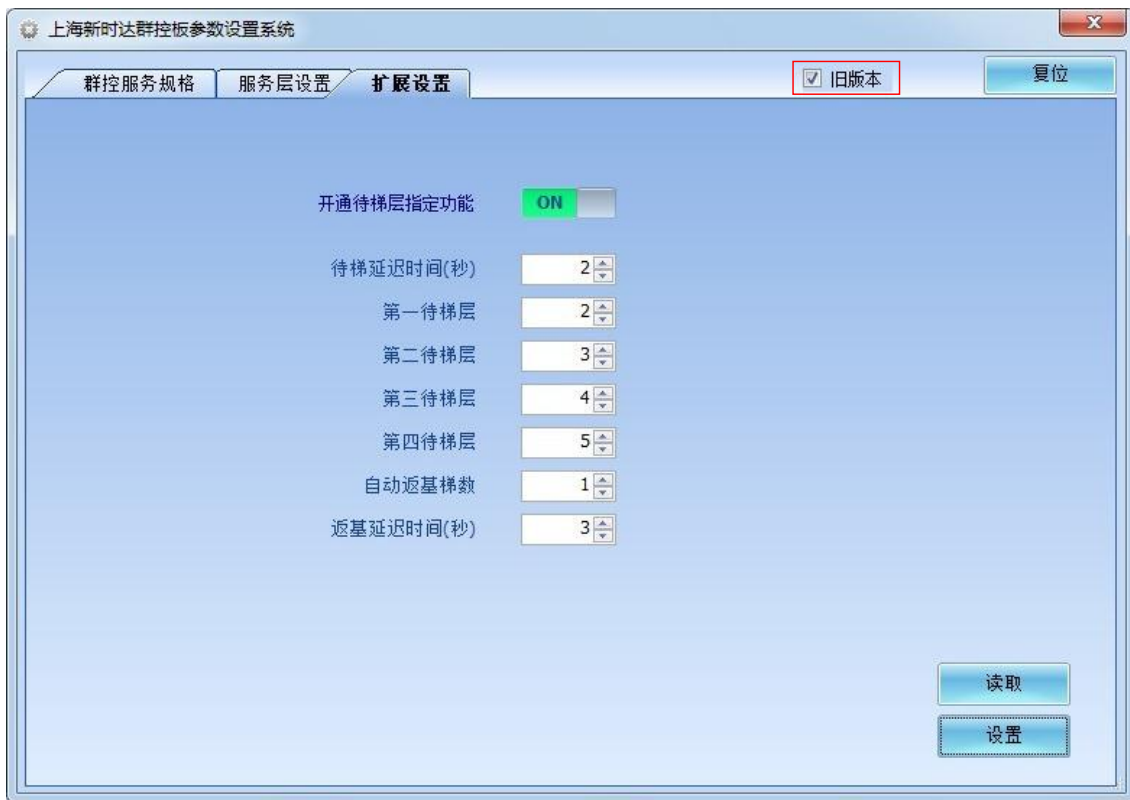 上海新时达群控板参数设置系统
群控服务规格 服务层设置 扩展设置 旧版本 复位
开通待梯层指定功能 ON
待梯延迟时间(秒) 2
第一待梯层 2
第二待梯层 3
第三待梯层 4
第四待梯层 5
自动返基梯数 1
返基延迟时间(秒) 3
读取
设置